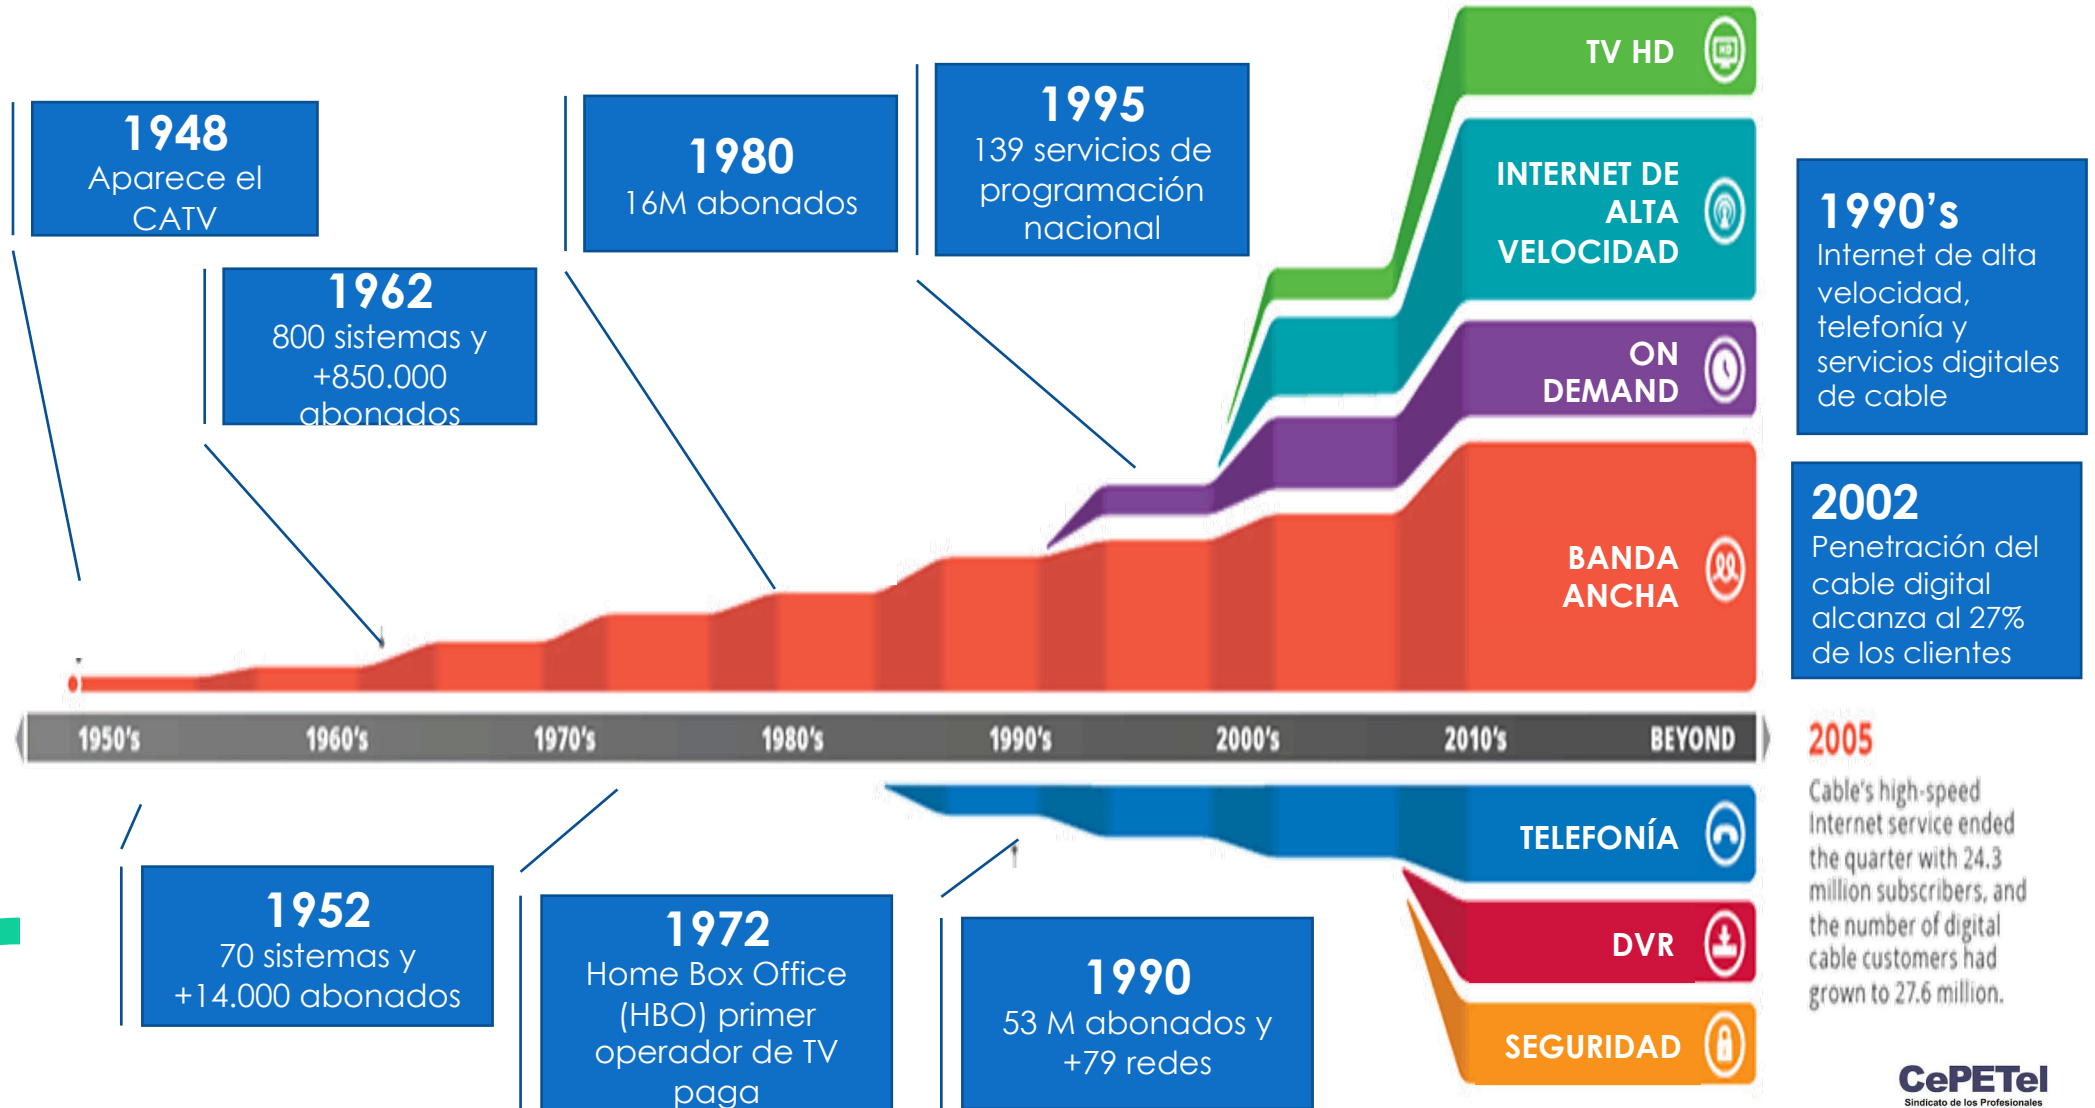 1948
Aparece el
CATV
1962
800 sistemas y
+850.000
abonados
1980
16M abonados
1995
139 servicios de
programación
nacional
TV HD
INTERNET DE
ALTA
VELOCIDAD
ON
DEMAND
BANDA
ANCHA
1990's
Internet de alta
velocidad,
telefonía y
servicios digitales
de cable
2002
Penetración del
cable digital
alcanza al 27%
de los clientes
1950's
1960's
1970's
1980's
1990's
2000's
2010's
BEYOND
2005
Cable's high-speed
Internet service ended
the quarter with 24.3
million subscribers, and
the number of digital
cable customers had
grown to 27.6 million.
TELEFONÍA
DVR
SEGURIDAD
1952
70 sistemas y
+14.000 abonados
1972
Home Box Office
(HBO) primer
operador de TV
paga
1990
53 M abonados y
+79 redes
HD
CePETel
Sindicato de los Profesionales